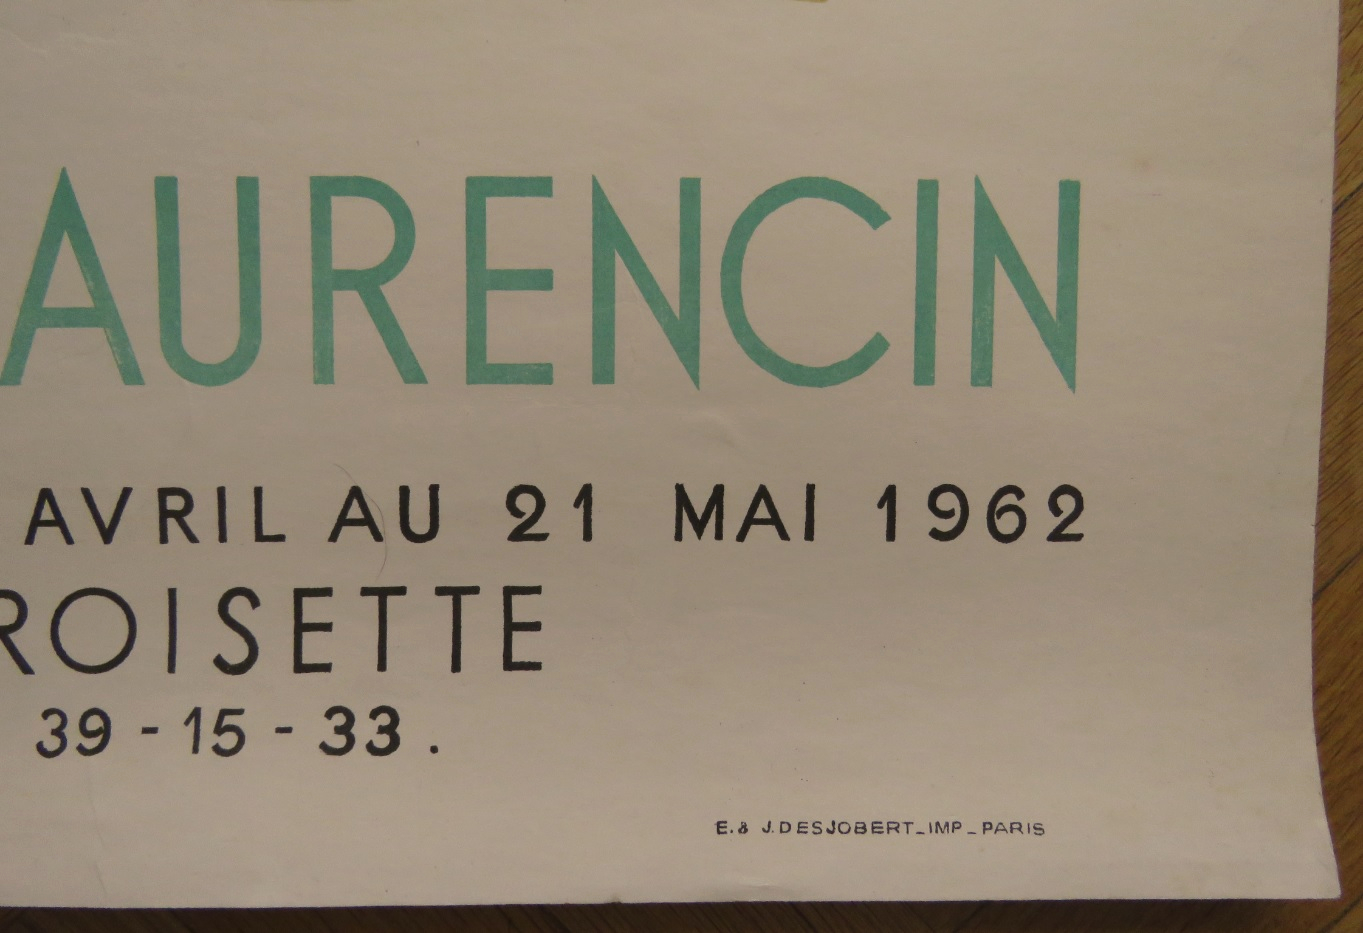 AURENCIN
AVRIL AU 21 MAI 1962
ROISETTE
39 - 15 - 33 .
E. & J. DESJOBERT_IMP_PARIS